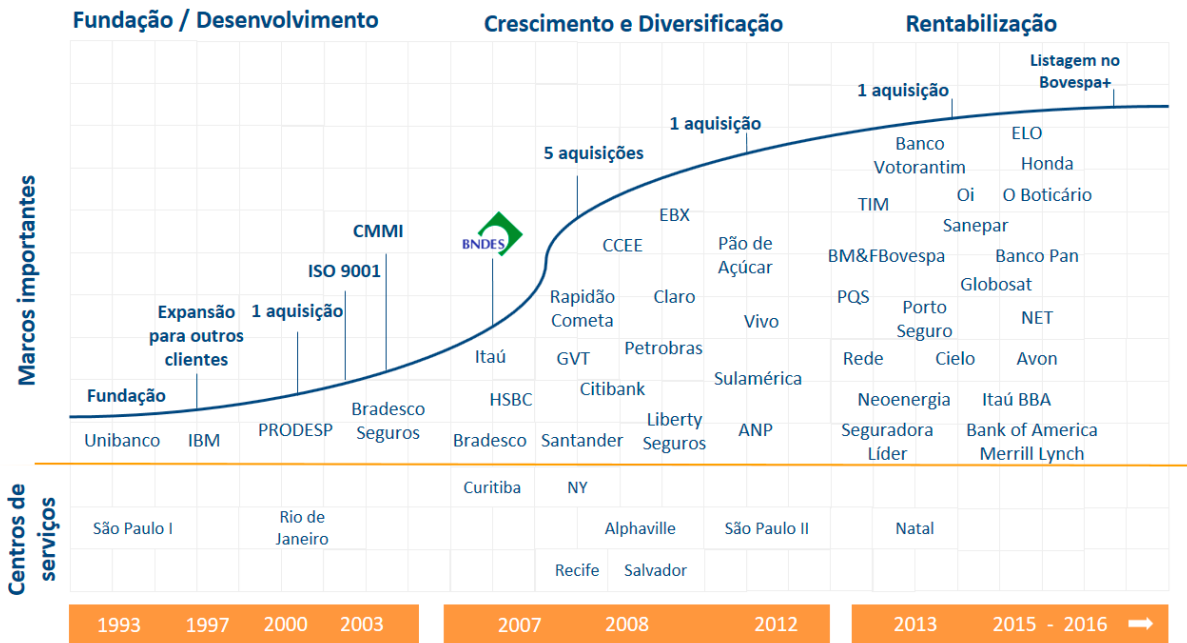 Fundação / Desenvolvimento
Crescimento e Diversificação
Rentabilização
Marcos importantes
Fundação
Expansão
para outros
clientes
1 aquisição
ISO 9001
CMMI
BNDES
5 aquisições
1 aquisição
1 aquisição
Listagem no
Bovespa+
Unibanco
IBM
PRODESP
Bradesco
Seguros
Itaú
HSBC
Bradesco
CCEE
EBX
Rapidão
Cometa
Claro
GVT
Petrobras
Citibank
Santander
Liberty
Seguros
Pão de
Açúcar
Vivo
Sulamérica
ANP
Banco
Votorantim
ELO
Honda
TIM
Oi
O Boticário
Sanepar
BM&FBovespa
Banco Pan
Globosat
PQS
Porto
Seguro
NET
Rede
Cielo
Avon
Neoenergia
Itaú BBA
Seguradora
Líder
Bank of America
Merrill Lynch
Centros de
serviços
São Paulo I
Rio de
Janeiro
Curitiba
NY
Alphaville
São Paulo II
Natal
Recife
Salvador
1993
1997
2000
2003
2007
2008
2012
2013
2015 - 2016